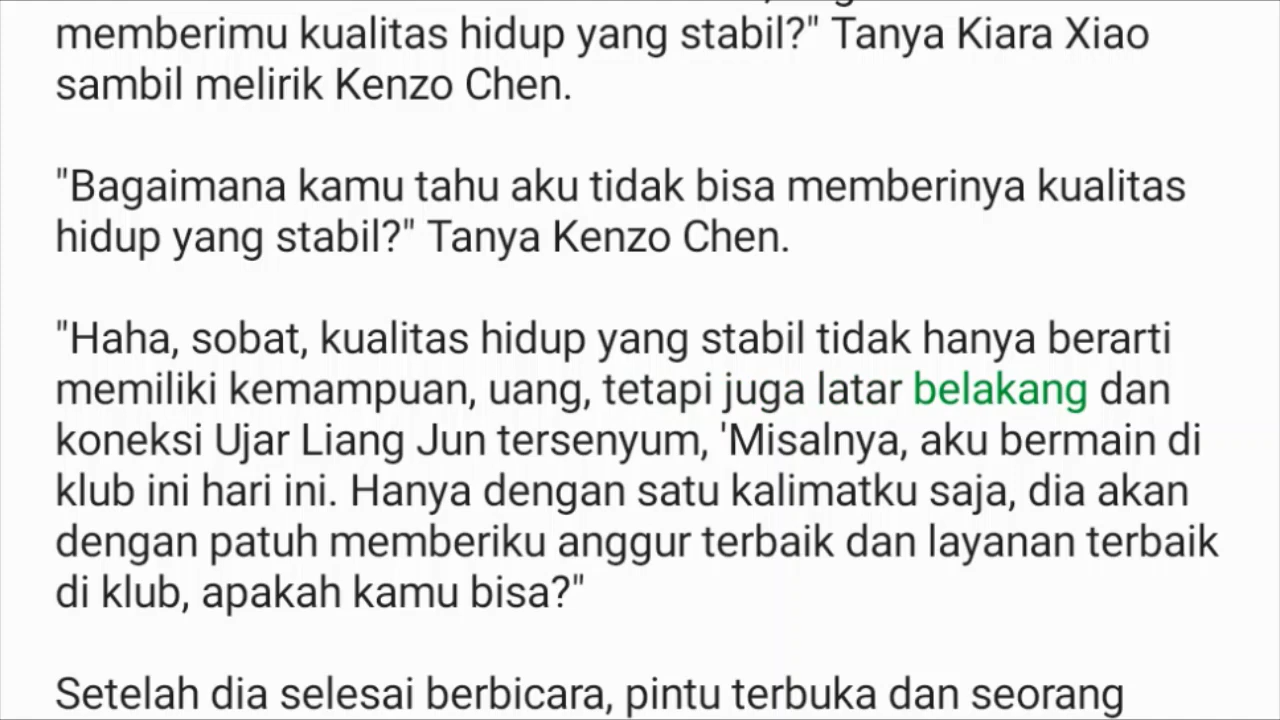 memberimu kualitas hidup yang stabil?" Tanya Kiara Xiao
sambil melirik Kenzo Chen.
"Bagaimana kamu tahu aku tidak bisa memberinya kualitas
hidup yang stabil?" Tanya Kenzo Chen.
"Haha, sobat, kualitas hidup yang stabil tidak hanya berarti
memiliki kemampuan, uang, tetapi juga latar belakang dan
koneksi Ujar Liang Jun tersenyum, 'Misalnya, aku bermain di
klub ini hari ini. Hanya dengan satu kalimatku saja, dia akan
dengan patuh memberiku anggur terbaik dan layanan terbaik
di klub, apakah kamu bisa?"
Setelah dia selesai berbicara, pintu terbuka dan seorang